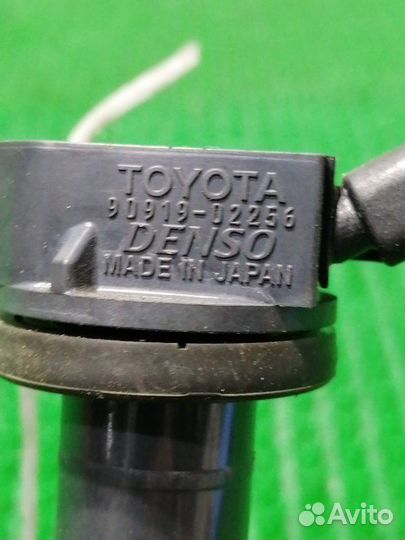 TOYOTA
90919-02256
DENSO
MADE IN JAPAN
Avito